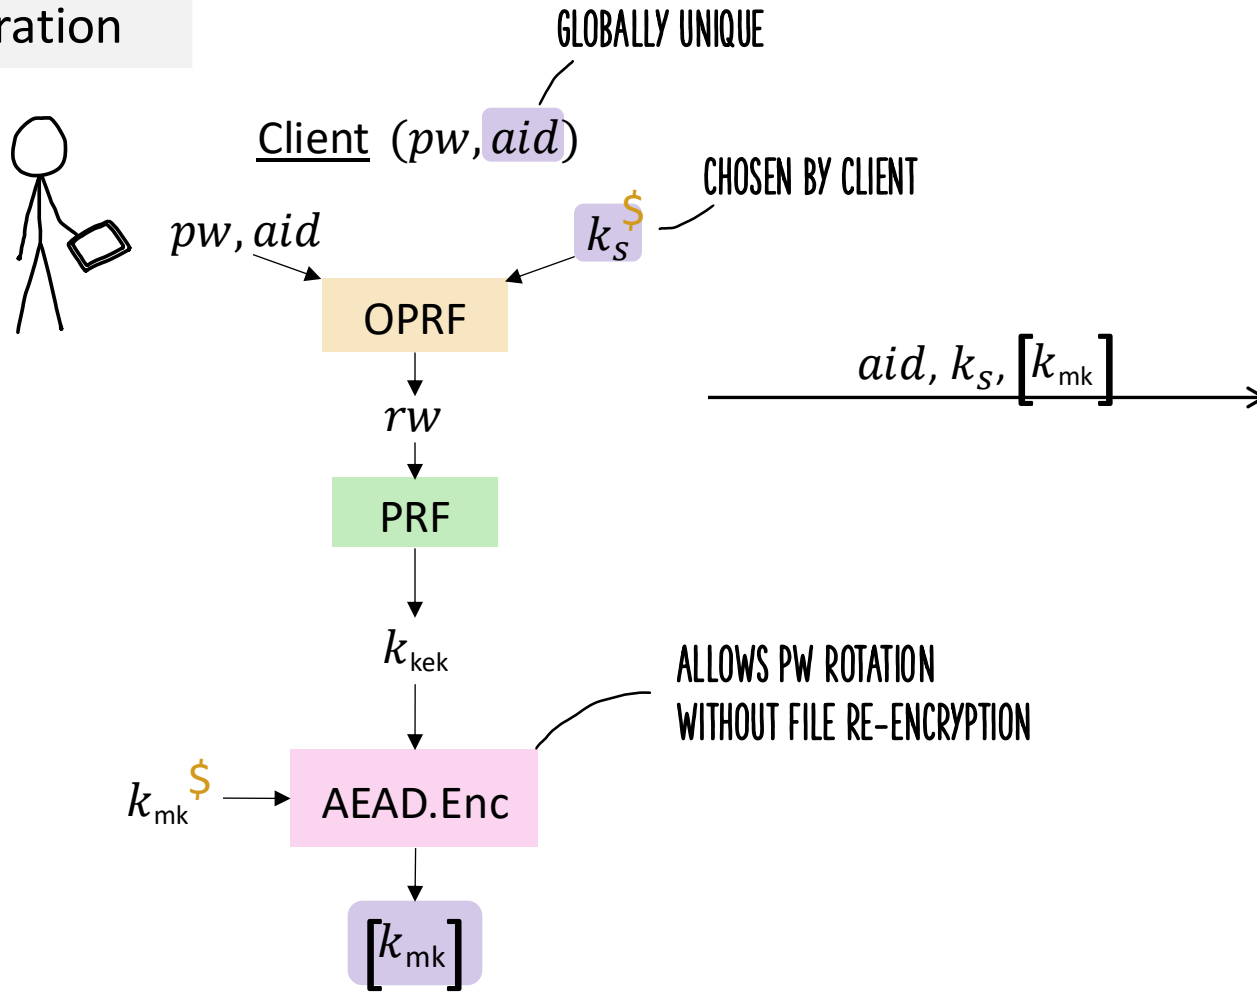 ration
GLOBALLY UNIQUE
Client (pw, aid)
CHOSEN BY CLIENT
pw, aid
k_s $
OPRF
aid, k_s, [k_mk]
rw
PRF
k_kek
ALLOWS PW ROTATION
WITHOUT FILE RE-ENCRYPTION
k_mk $
AEAD.Enc
[k_mk]